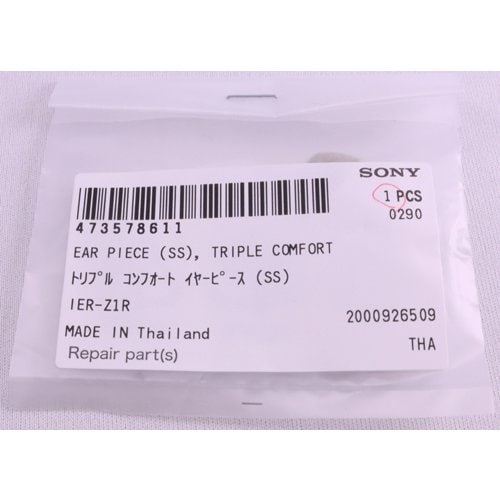 SONY
1 PCS
0290
473578611
EAR PIECE (SS), TRIPLE COMFORT
ﾄﾘﾌﾟﾙ ｺﾝﾌｫｰﾄ ｲﾔｰﾋﾟｰｽ (SS)
IER-Z1R
2000926509
MADE IN Thailand
THA
Repair part(s)